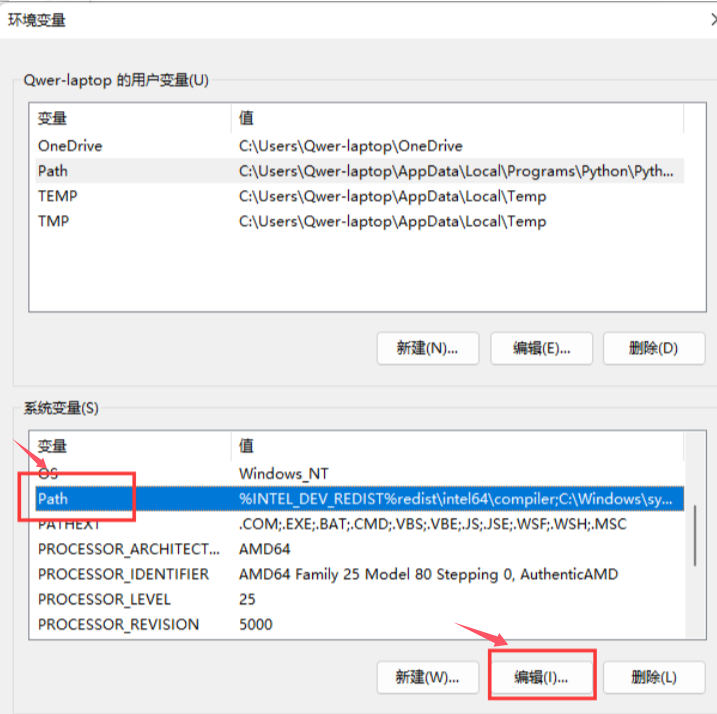 环境变量
Qwer-laptop 的用户变量(U)
变量 值
OneDrive C:\Users\Qwer-laptop\OneDrive
Path C:\Users\Qwer-laptop\AppData\Local\Programs\Python\Pyth...
TEMP C:\Users\Qwer-laptop\AppData\Local\Temp
TMP C:\Users\Qwer-laptop\AppData\Local\Temp
新建(N)... 编辑(E)... 删除(D)
系统变量(S)
变量 值
OS Windows_NT
Path %INTEL_DEV_REDIST%redist\intel64\compiler;C:\Windows\sy...
PATHEXT .COM;.EXE;.BAT;.CMD;.VBS;.VBE;.JS;.JSE;.WSF;.WSH;.MSC
PROCESSOR_ARCHITECT... AMD64
PROCESSOR_IDENTIFIER AMD64 Family 25 Model 80 Stepping 0, AuthenticAMD
PROCESSOR_LEVEL 25
PROCESSOR_REVISION 5000
新建(W)... 编辑(I)... 删除(L)